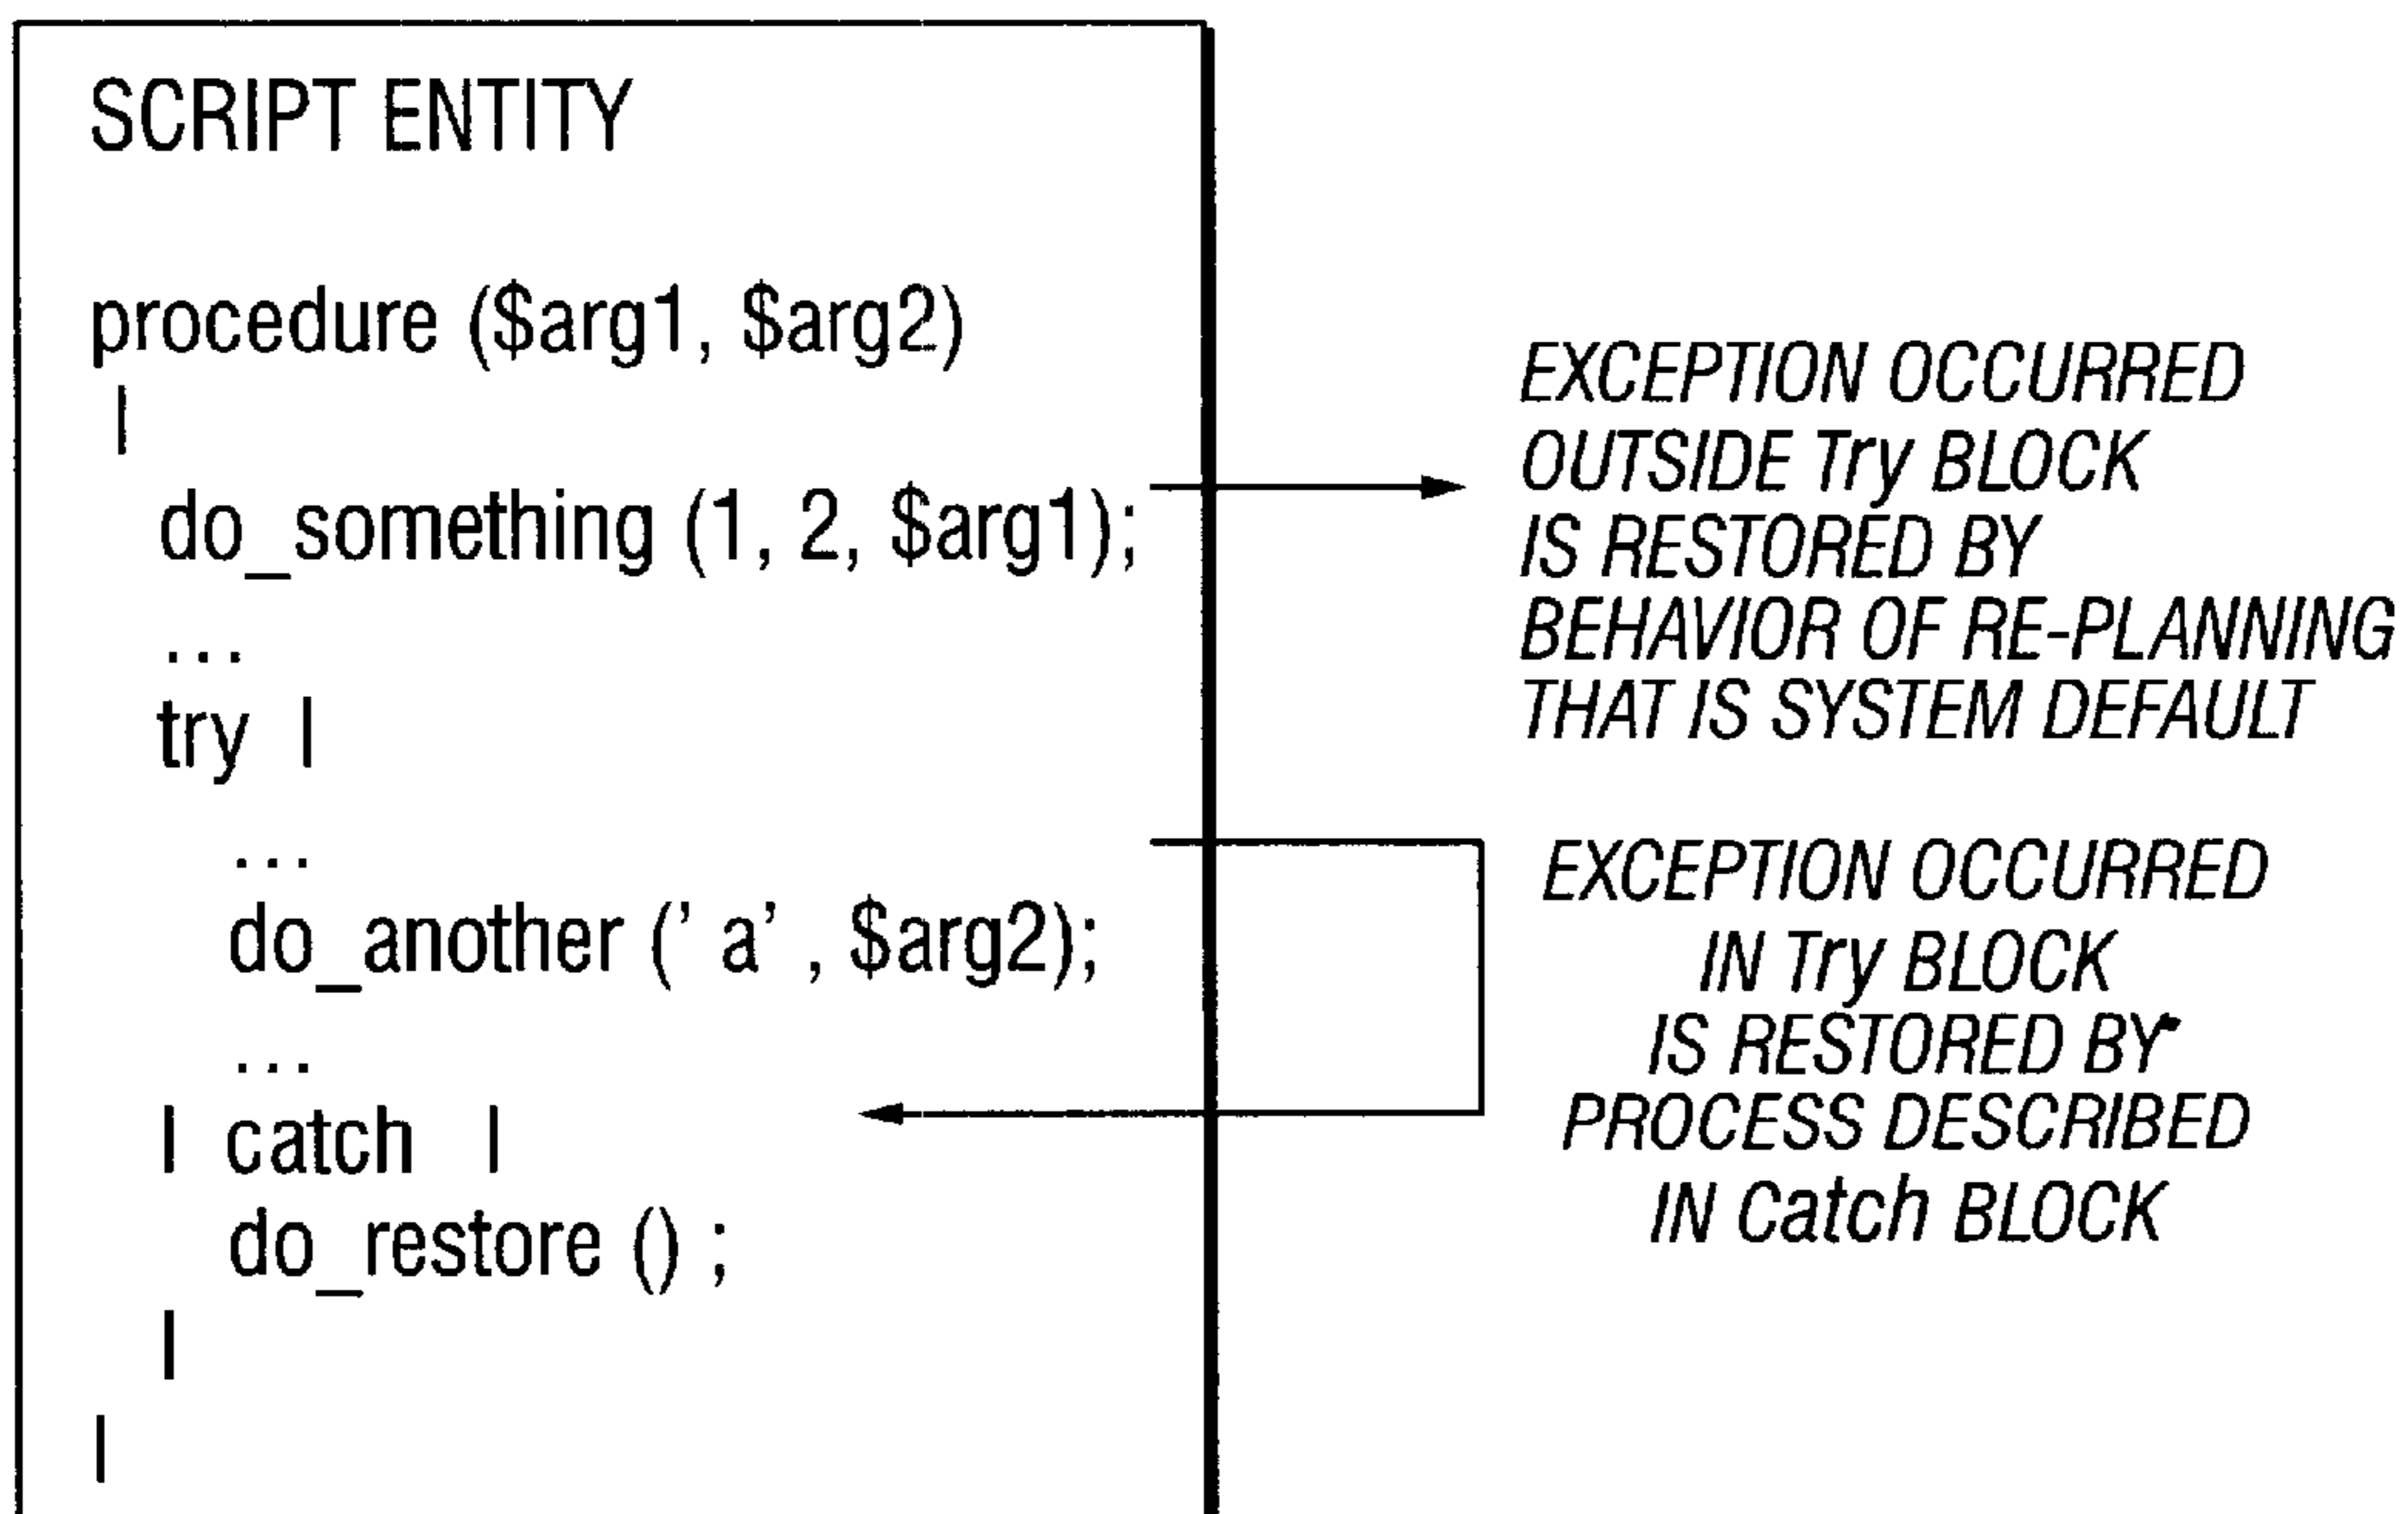 SCRIPT ENTITY
procedure ($arg1, $arg2)
|
do_something (1, 2, $arg1);
...
try |
...
do_another (' a' , $arg2);
...
| catch |
do_restore () ;
|
|
EXCEPTION OCCURRED
OUTSIDE Try BLOCK
IS RESTORED BY
BEHAVIOR OF RE-PLANNING
THAT IS SYSTEM DEFAULT
EXCEPTION OCCURRED
IN Try BLOCK
IS RESTORED BY
PROCESS DESCRIBED
IN Catch BLOCK